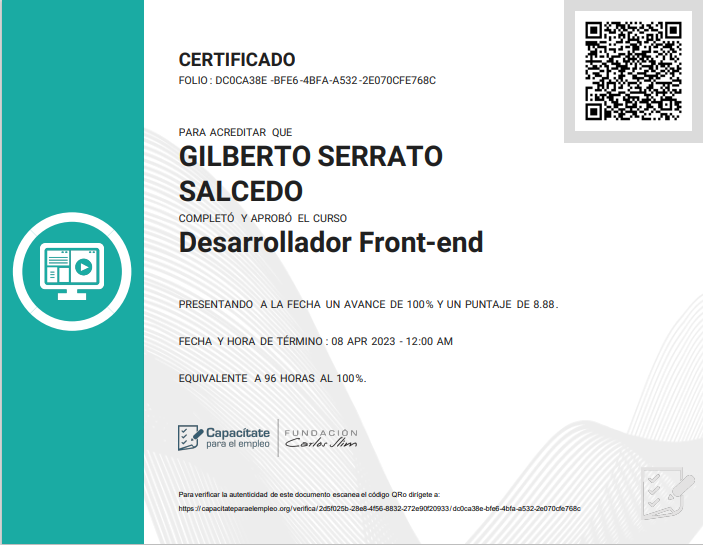 CERTIFICADO
FOLIO : DC0CA38E -BFE6-4BFA-A532-2E070CFE768C
PARA ACREDITAR QUE
GILBERTO SERRATO
SALCEDO
COMPLETÓ Y APROBÓ EL CURSO
Desarrollador Front-end
PRESENTANDO A LA FECHA UN AVANCE DE 100% Y UN PUNTAJE DE 8.88.
FECHA Y HORA DE TÉRMINO : 08 APR 2023 - 12:00 AM
EQUIVALENTE A 96 HORAS AL 100%.
Capacítate
para el empleo
FUNDACIÓN
Carlos Slim
Para verificar la autenticidad de este documento escanea el código QRo dirígete a:
https://capacitateparaelempleo.org/verifica/2d5f025b-28e8-4f56-8832-272e90f20933/dc0ca38e-bfe6-4bfa-a532-2e070cfe768c